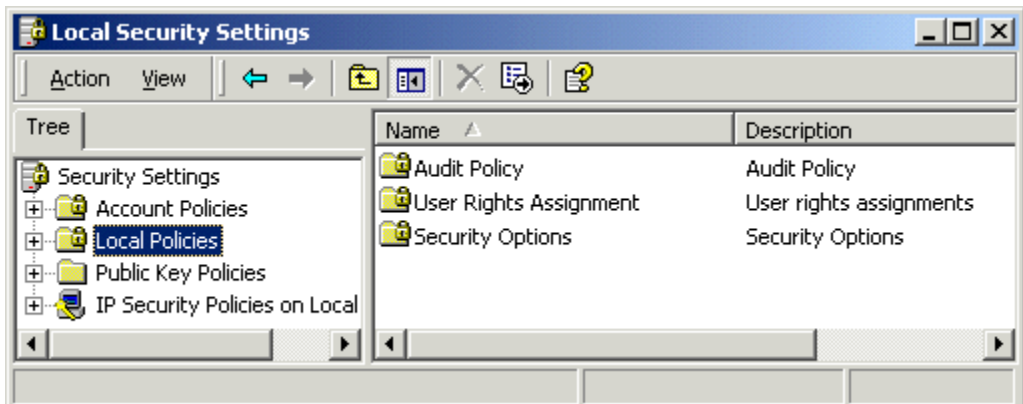 Local Security Settings
Action View
Tree
Name Description
Security Settings
Account Policies
Local Policies
Public Key Policies
IP Security Policies on Local
Audit Policy Audit Policy
User Rights Assignment User rights assignments
Security Options Security Options